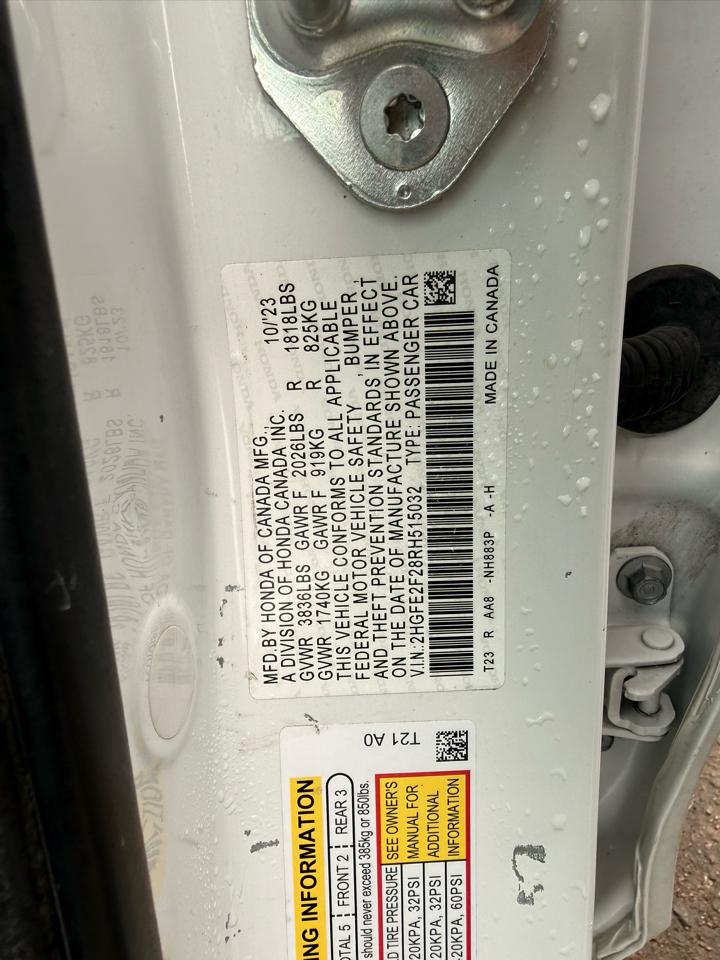 MFD.BY HONDA OF CANADA MFG., 10/'23
A DIVISION OF HONDA CANADA INC.
GVWR 3836LBS GAWR F 2026LBS R 1818LBS
GVWR 1740KG GAWR F 919KG R 825KG
THIS VEHICLE CONFORMS TO ALL APPLICABLE
FEDERAL MOTOR VEHICLE SAFETY , BUMPER ,
AND THEFT PREVENTION STANDARDS IN EFFECT
ON THE DATE OF MANUFACTURE SHOWN ABOVE.
V.I.N.:2HGFE2F28RH515032 TYPE: PASSENGER CAR
T23 R AA8 -NH883P -A -H MADE IN CANADA
T21 A0
INFORMATION
5 FRONT 2 REAR 3
should never exceed 385kg or 850lbs.
TIRE PRESSURE SEE OWNER'S
MANUAL FOR
ADDITIONAL
INFORMATION
20KPA, 32PSI
20KPA, 32PSI
20KPA, 60PSI